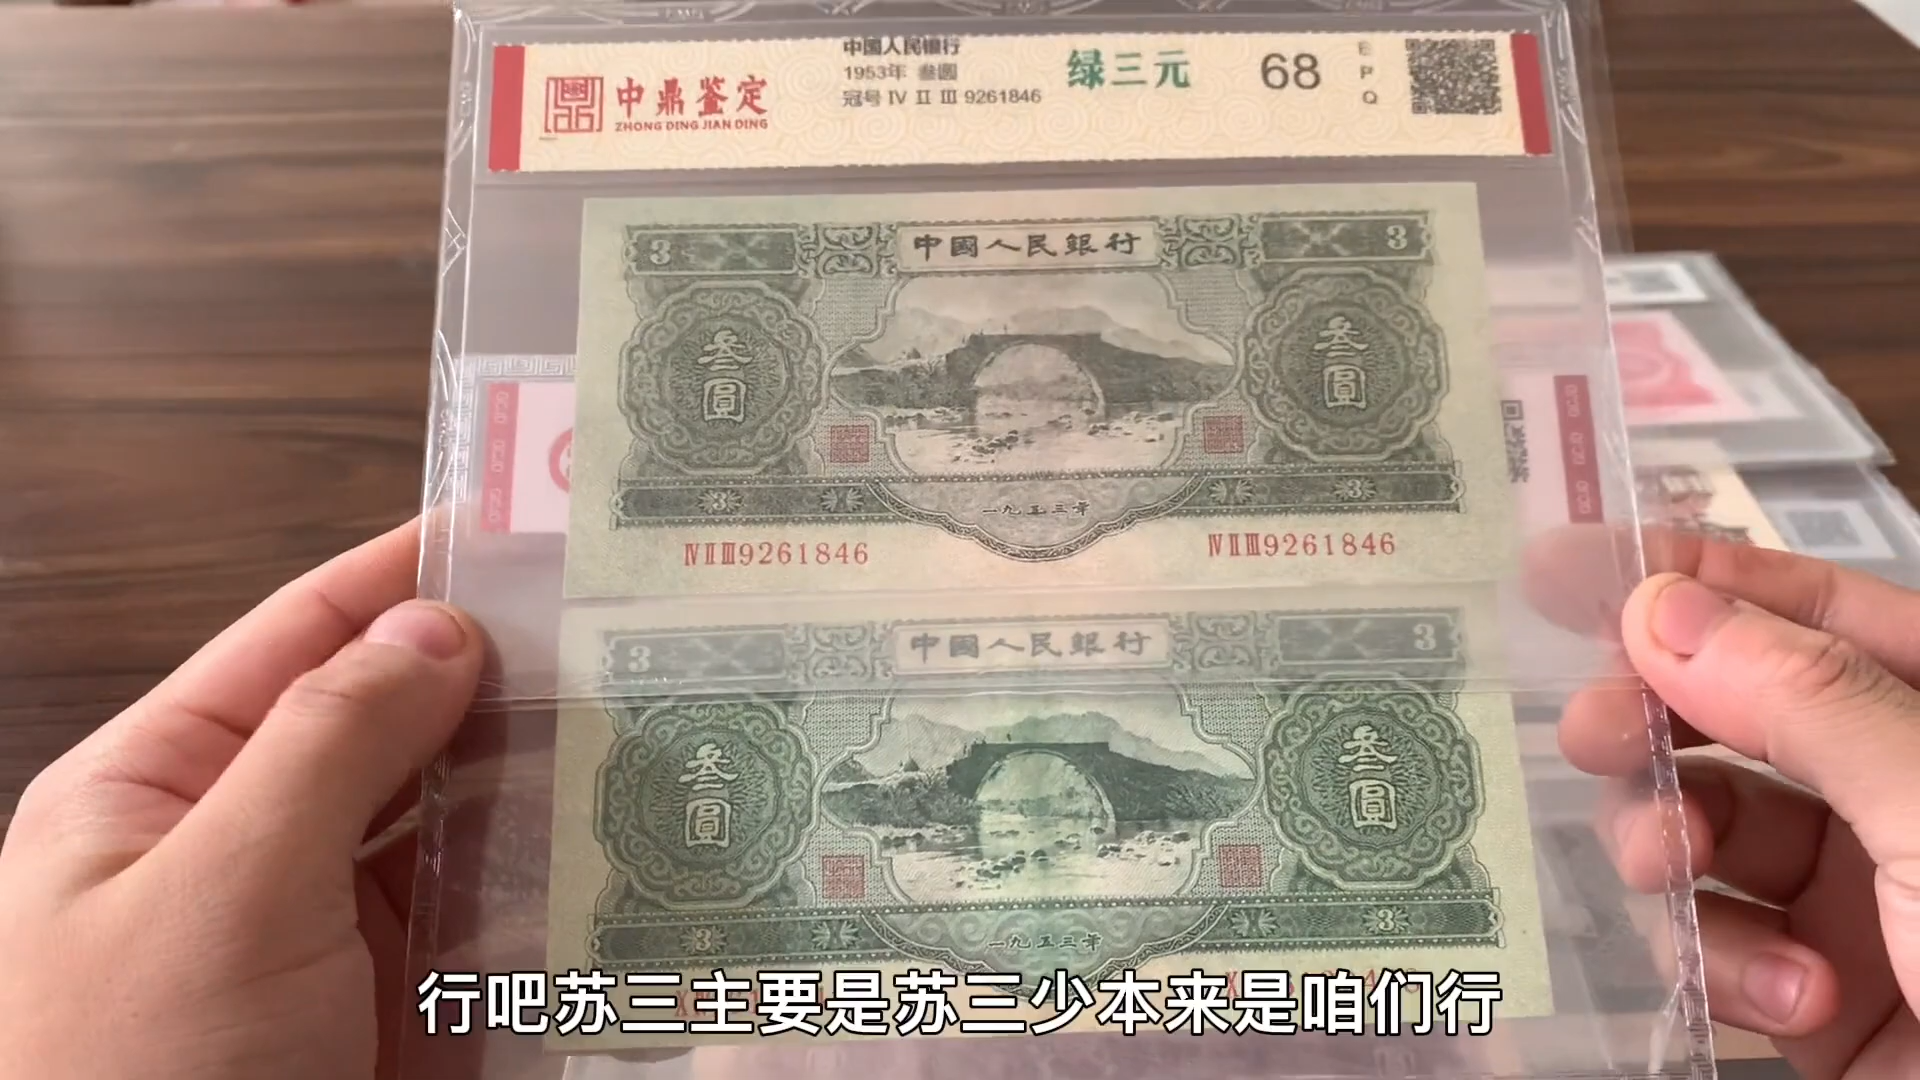 中鼎鉴定
ZHONG DING JIAN DING
中国人民银行
1953年 叁圆
冠号 Ⅳ Ⅱ Ⅲ 9261846
绿三元
68
E
P
Q
3
中國人民銀行
3
叁圓
叁圓
3
一九五三年
3
ⅣⅡⅢ9261846
ⅣⅡⅢ9261846
3
中國人民銀行
3
叁圓
叁圓
3
一九五三年
3
行吧苏三主要是苏三少本来是咱们行